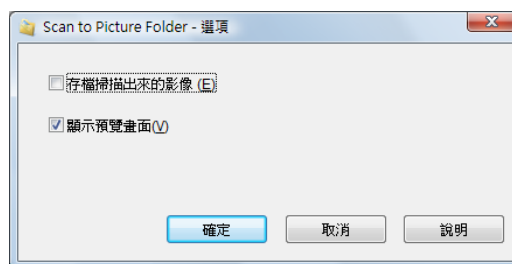 Scan to Picture Folder - 選項
存檔掃描出來的影像 (E)
顯示預覽畫面(V)
確定 取消 說明